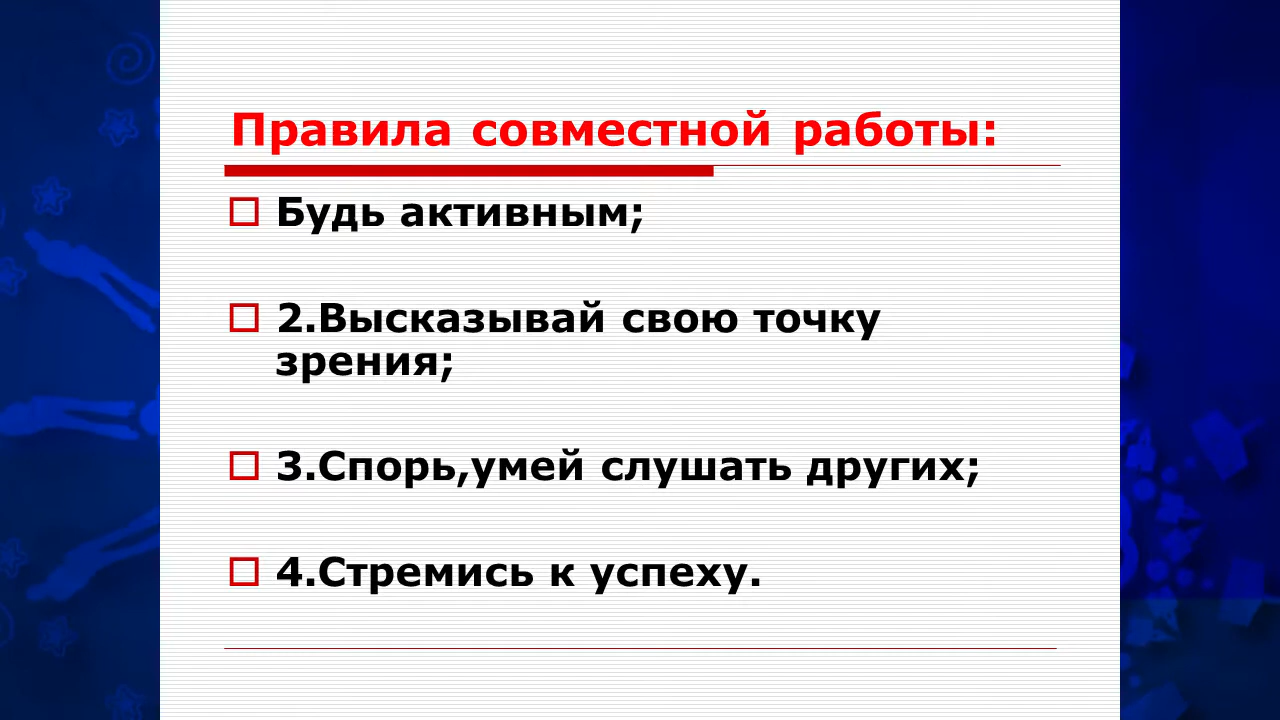 Правила совместной работы:
Будь активным;
2.Высказывай свою точку
зрения;
3.Спорь,умей слушать других;
4.Стремись к успеху.